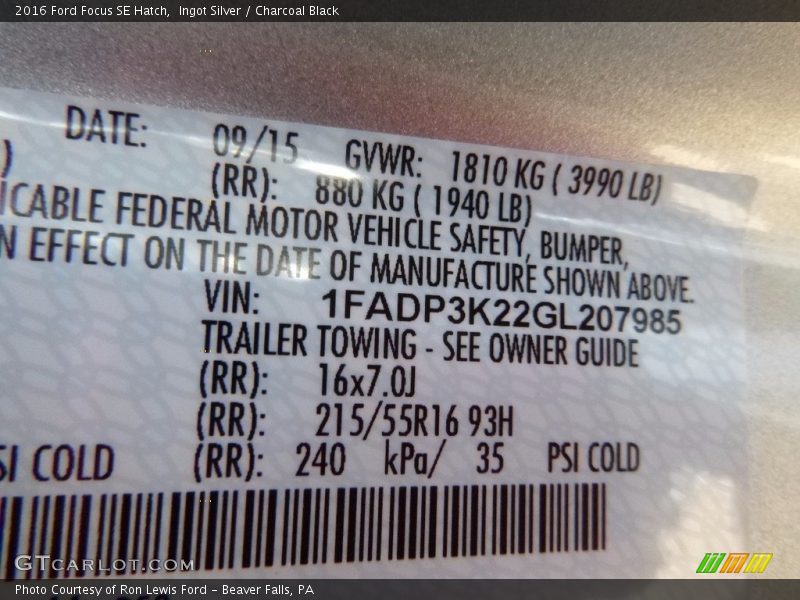 2016 Ford Focus SE Hatch,  Ingot Silver / Charcoal Black
DATE: 09/15 GVWR: 1810 KG ( 3990 LB)
) (RR): 880 KG ( 1940 LB)
ICABLE FEDERAL MOTOR VEHICLE SAFETY, BUMPER,
N EFFECT ON THE DATE OF MANUFACTURE SHOWN ABOVE.
VIN: 1FADP3K22GL207985
TRAILER TOWING - SEE OWNER GUIDE
(RR): 16x7.0J
(RR): 215/55R16 93H
SI COLD (RR): 240 kPa/ 35 PSI COLD
GTCARLOT.COM
Photo Courtesy of Ron Lewis Ford - Beaver Falls, PA